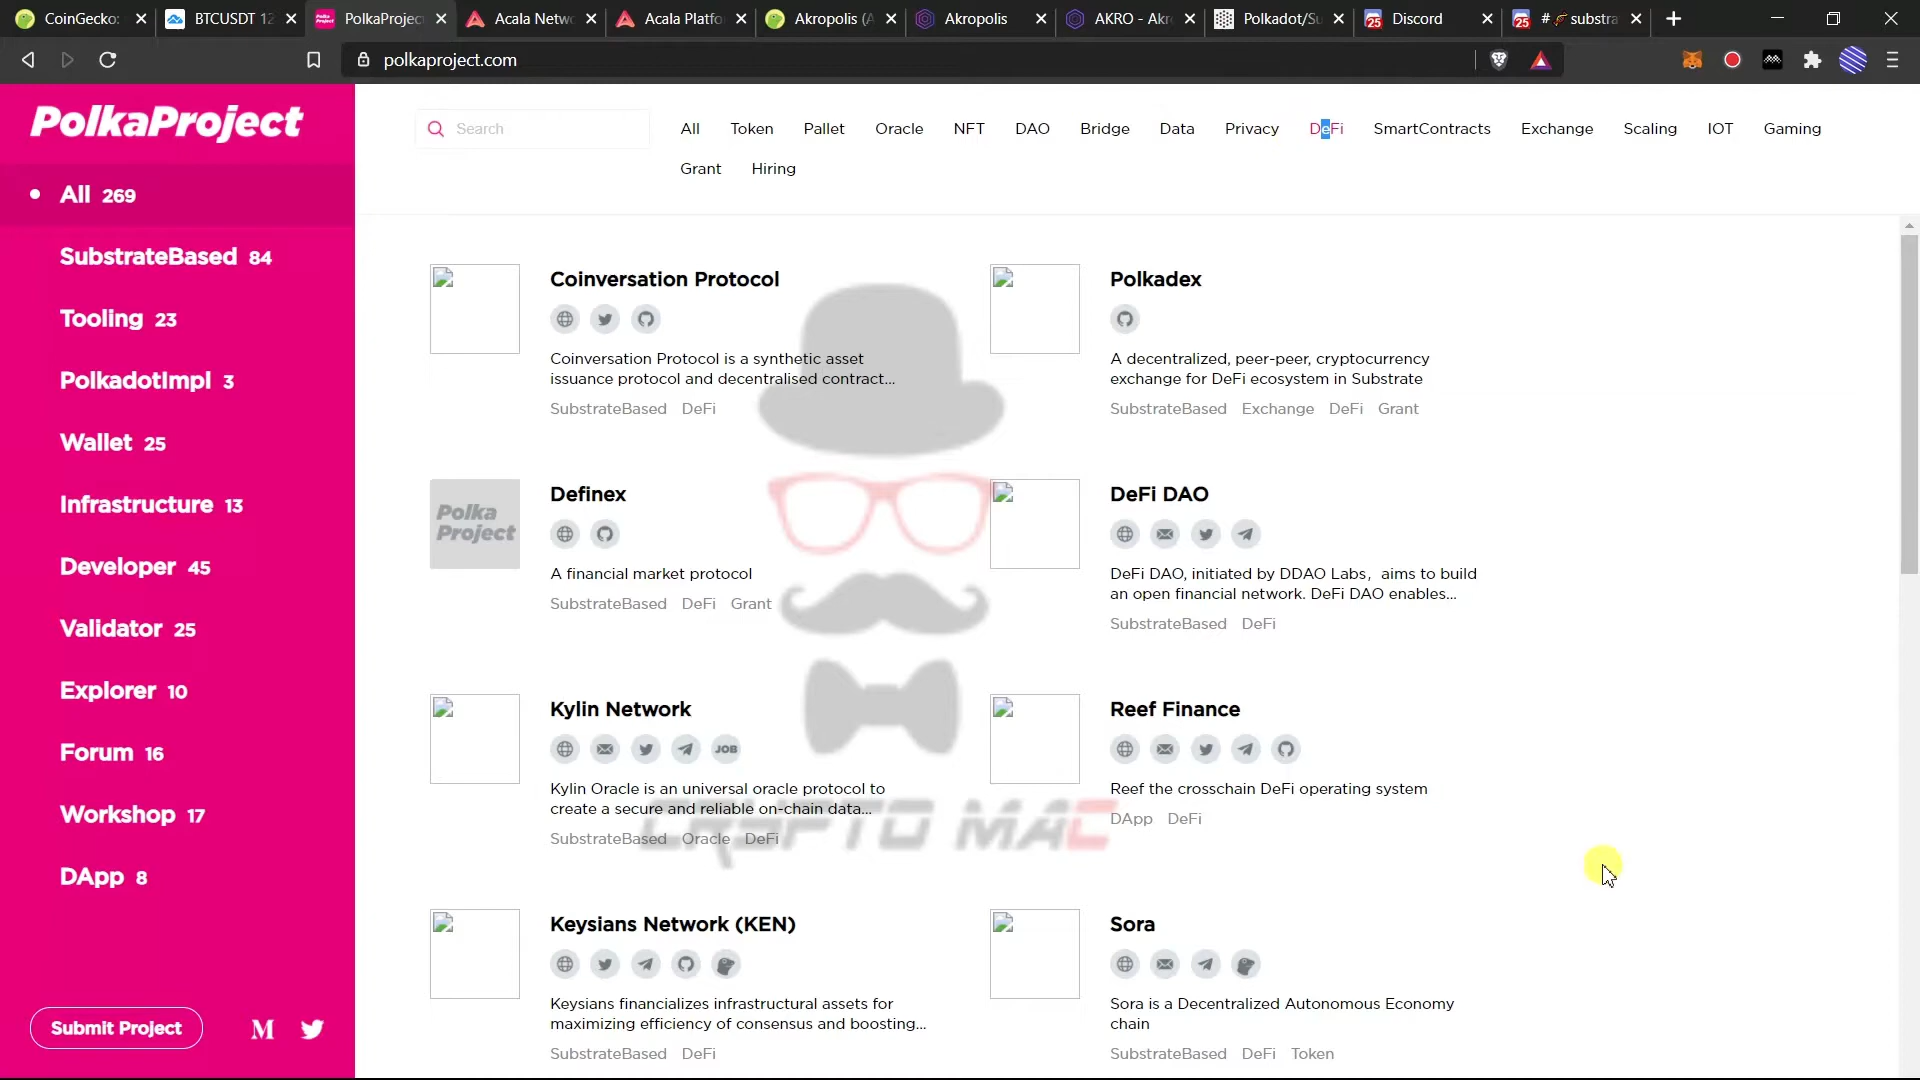 CoinGecko:
BTCUSDT 12
PolkaProjec
Acala Netwo
Acala Platfo
Akropolis (A
Akropolis
AKRO - Akr
Polkadot/Su
25
Discord
25
# substra
polkaproject.com
PolkaProject
All 269
SubstrateBased 84
Tooling 23
PolkadotImpl 3
Wallet 25
Infrastructure 13
Developer 45
Validator 25
Explorer 10
Forum 16
Workshop 17
DApp 8
Submit Project
M
Search
All Token Pallet Oracle NFT DAO Bridge Data Privacy DeFi SmartContracts Exchange Scaling IOT Gaming
Grant Hiring
Coinversation Protocol
Coinversation Protocol is a synthetic asset
issuance protocol and decentralised contract...
SubstrateBased DeFi
Polkadex
A decentralized, peer-peer, cryptocurrency
exchange for DeFi ecosystem in Substrate
SubstrateBased Exchange DeFi Grant
Polka
Project
Definex
A financial market protocol
SubstrateBased DeFi Grant
DeFi DAO
DeFi DAO, initiated by DDAO Labs，aims to build
an open financial network. DeFi DAO enables...
SubstrateBased DeFi
Kylin Network
JOB
Kylin Oracle is an universal oracle protocol to
create a secure and reliable on-chain data...
SubstrateBased Oracle DeFi
Reef Finance
Reef the crosschain DeFi operating system
DApp DeFi
CRYPTO MAC
Keysians Network (KEN)
Keysians financializes infrastructural assets for
maximizing efficiency of consensus and boosting...
SubstrateBased DeFi
Sora
Sora is a Decentralized Autonomous Economy
chain
SubstrateBased DeFi Token